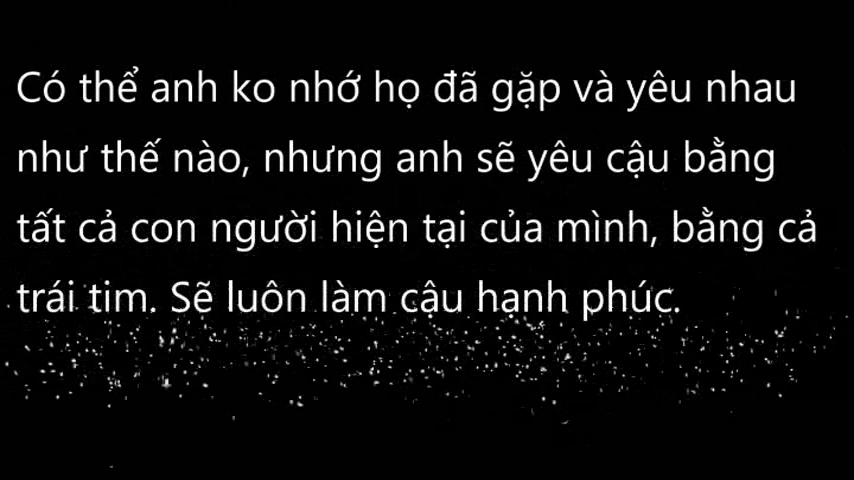 Có thể anh ko nhớ họ đã gặp và yêu nhau
như thế nào, nhưng anh sẽ yêu cậu bằng
tất cả con người hiện tại của mình, bằng cả
trái tim. Sẽ luôn làm cậu hạnh phúc.